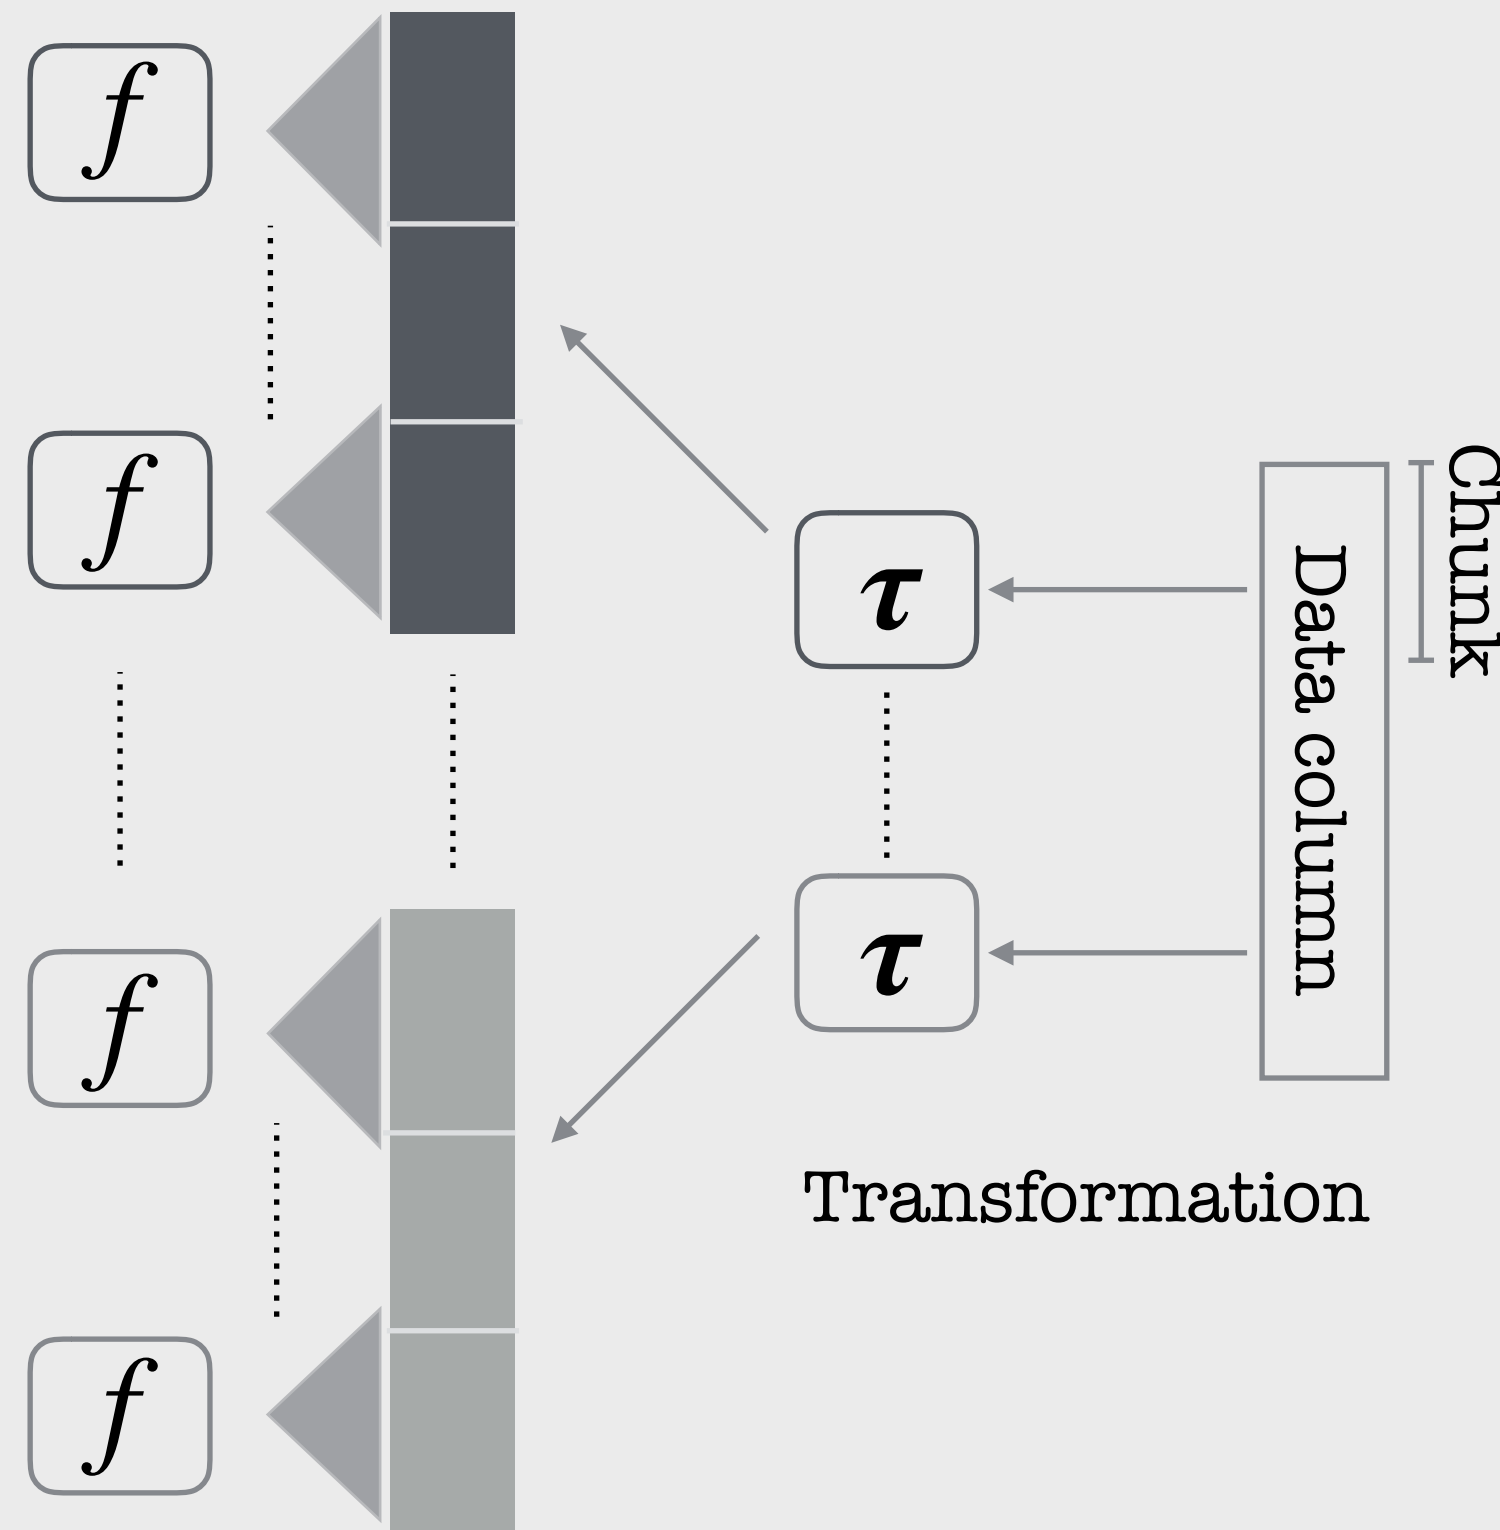 f
f
τ
Chunk
Data column
f
τ
Transformation
f